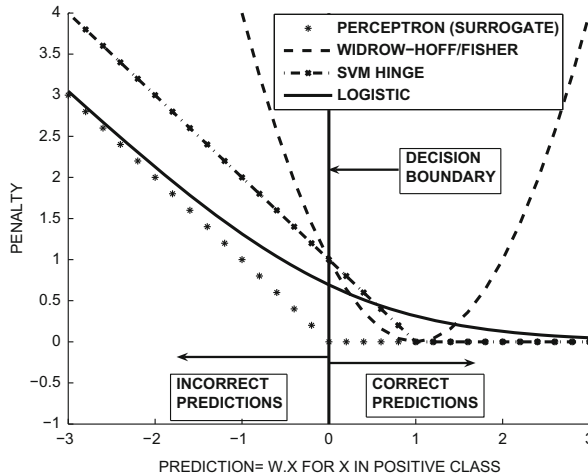 PERCEPTRON (SURROGATE)
WIDROW−HOFF/FISHER
SVM HINGE
LOGISTIC
DECISION
BOUNDARY
INCORRECT
PREDICTIONS
CORRECT
PREDICTIONS
PENALTY
4
3.5
3
2.5
2
1.5
1
0.5
0
−0.5
−1
−3 −2 −1 0 1 2 3
PREDICTION= W.X FOR X IN POSITIVE CLASS